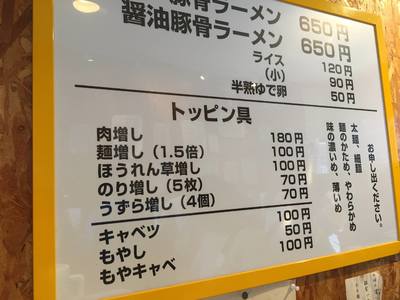 豚骨ラーメン 650円
醤油豚骨ラーメン 650円
ライス 120円
(小) 90円
半熟ゆで卵 50円
トッピン具
肉増し 180円
麺増し(1.5倍) 100円
ほうれん草増し 100円
のり増し(5枚) 70円
うずら増し(4個) 70円
キャベツ 100円
もやし 50円
もやキャベ 100円
お申し出ください。
太麺、細麺
麺のかため、やわらかめ
味の濃いめ、薄いめ